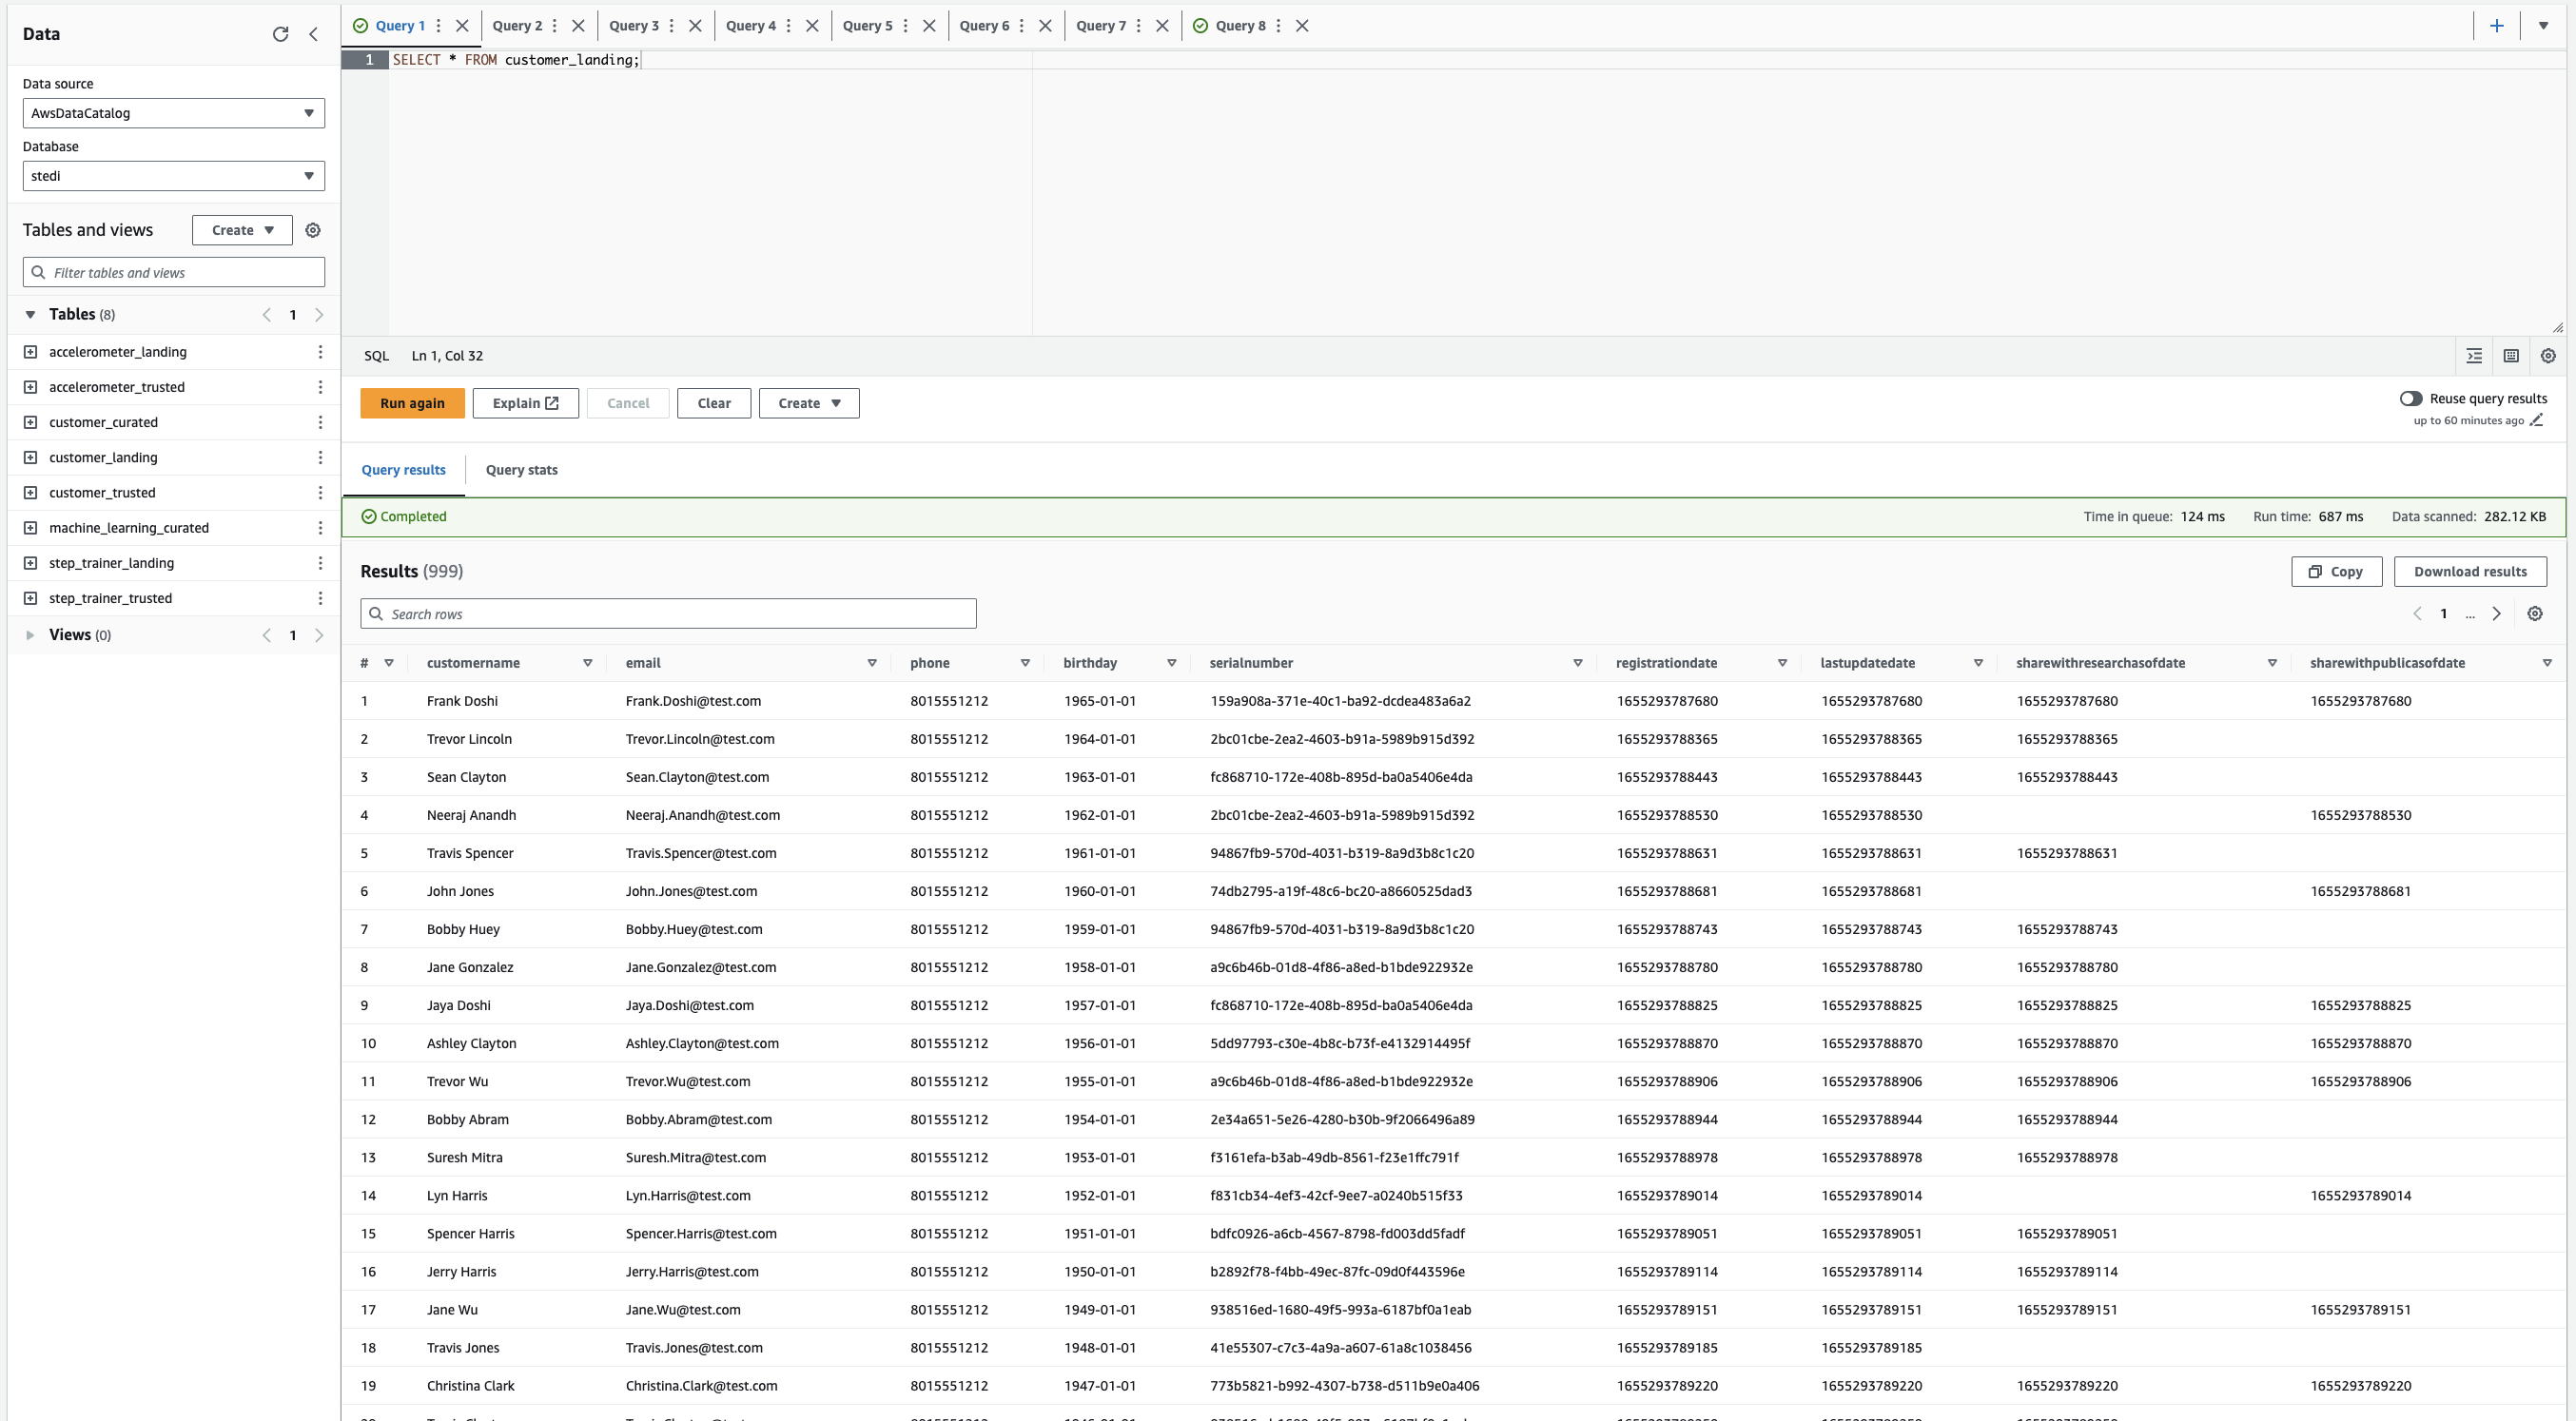 Data
Data source
AwsDataCatalog
Database
stedi
Tables and views
Create
Filter tables and views
Tables (8)
1
accelerometer_landing
accelerometer_trusted
customer_curated
customer_landing
customer_trusted
machine_learning_curated
step_trainer_landing
step_trainer_trusted
Views (0)
1
Query 1 Query 2 Query 3 Query 4 Query 5 Query 6 Query 7 Query 8
1 SELECT * FROM customer_landing;
SQL Ln 1, Col 32
Run again Explain Cancel Clear Create
Reuse query results
up to 60 minutes ago
Query results Query stats
Completed Time in queue: 124 ms Run time: 687 ms Data scanned: 282.12 KB
Results (999) Copy Download results
Search rows 1 ...
# customername email phone birthday serialnumber registrationdate lastupdatedate sharewithresearchasofdate sharewithpublicasofdate
1 Frank Doshi Frank.Doshi@test.com 8015551212 1965-01-01 159a908a-371e-40c1-ba92-dcdea483a6a2 1655293787680 1655293787680 1655293787680 1655293787680
2 Trevor Lincoln Trevor.Lincoln@test.com 8015551212 1964-01-01 2bc01cbe-2ea2-4603-b91a-5989b915d392 1655293788365 1655293788365 1655293788365
3 Sean Clayton Sean.Clayton@test.com 8015551212 1963-01-01 fc868710-172e-408b-895d-ba0a5406e4da 1655293788443 1655293788443 1655293788443
4 Neeraj Anandh Neeraj.Anandh@test.com 8015551212 1962-01-01 2bc01cbe-2ea2-4603-b91a-5989b915d392 1655293788530 1655293788530 1655293788530
5 Travis Spencer Travis.Spencer@test.com 8015551212 1961-01-01 94867fb9-570d-4031-b319-8a9d3b8c1c20 1655293788631 1655293788631 1655293788631
6 John Jones John.Jones@test.com 8015551212 1960-01-01 74db2795-a19f-48c6-bc20-a8660525dad3 1655293788681 1655293788681 1655293788681
7 Bobby Huey Bobby.Huey@test.com 8015551212 1959-01-01 94867fb9-570d-4031-b319-8a9d3b8c1c20 1655293788743 1655293788743 1655293788743
8 Jane Gonzalez Jane.Gonzalez@test.com 8015551212 1958-01-01 a9c6b46b-01d8-4f86-a8ed-b1bde922932e 1655293788780 1655293788780 1655293788780
9 Jaya Doshi Jaya.Doshi@test.com 8015551212 1957-01-01 fc868710-172e-408b-895d-ba0a5406e4da 1655293788825 1655293788825 1655293788825 1655293788825
10 Ashley Clayton Ashley.Clayton@test.com 8015551212 1956-01-01 5dd97793-c30e-4b8c-b73f-e4132914495f 1655293788870 1655293788870 1655293788870 1655293788870
11 Trevor Wu Trevor.Wu@test.com 8015551212 1955-01-01 a9c6b46b-01d8-4f86-a8ed-b1bde922932e 1655293788906 1655293788906 1655293788906 1655293788906
12 Bobby Abram Bobby.Abram@test.com 8015551212 1954-01-01 2e34a651-5e26-4280-b30b-9f2066496a89 1655293788944 1655293788944 1655293788944
13 Suresh Mitra Suresh.Mitra@test.com 8015551212 1953-01-01 f3161efa-b3ab-49db-8561-f23e1ffc791f 1655293788978 1655293788978 1655293788978
14 Lyn Harris Lyn.Harris@test.com 8015551212 1952-01-01 f831cb34-4ef3-42cf-9ee7-a0240b515f33 1655293789014 1655293789014 1655293789014
15 Spencer Harris Spencer.Harris@test.com 8015551212 1951-01-01 bdfc0926-a6cb-4567-8798-fd003dd5fadf 1655293789051 1655293789051 1655293789051
16 Jerry Harris Jerry.Harris@test.com 8015551212 1950-01-01 b2892f78-f4bb-49ec-87fc-09d0f443596e 1655293789114 1655293789114 1655293789114
17 Jane Wu Jane.Wu@test.com 8015551212 1949-01-01 938516ed-1680-49f5-993a-6187bf0a1eab 1655293789151 1655293789151 1655293789151 1655293789151
18 Travis Jones Travis.Jones@test.com 8015551212 1948-01-01 41e55307-c7c3-4a9a-a607-61a8c1038456 1655293789185 1655293789185
19 Christina Clark Christina.Clark@test.com 8015551212 1947-01-01 773b5821-b992-4307-b738-d511b9e0a406 1655293789220 1655293789220 1655293789220 1655293789220